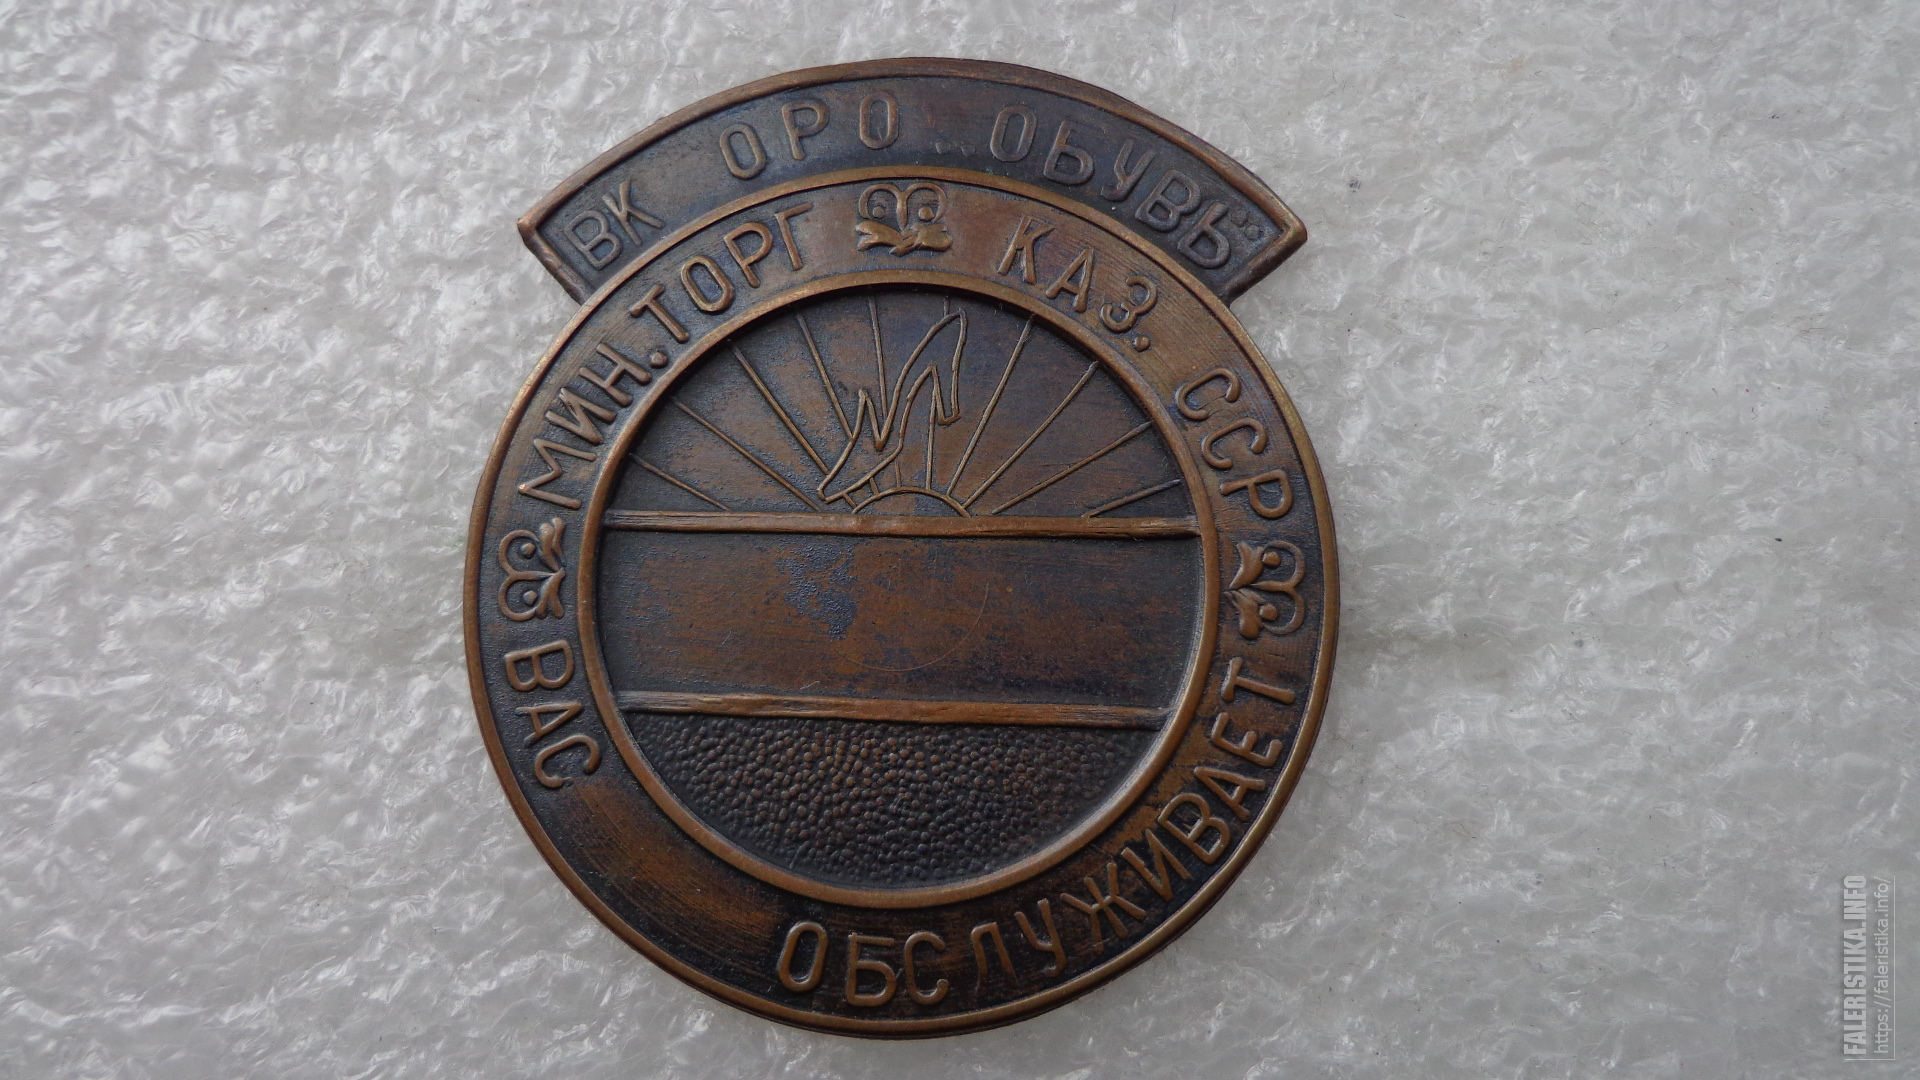 ВК ОРО "ОБУВЬ"
МИН.ТОРГ КАЗ. ССР
ВАС ОБСЛУЖИВАЕТ
FALERISTIKA.INFO
https://faleristika.info/